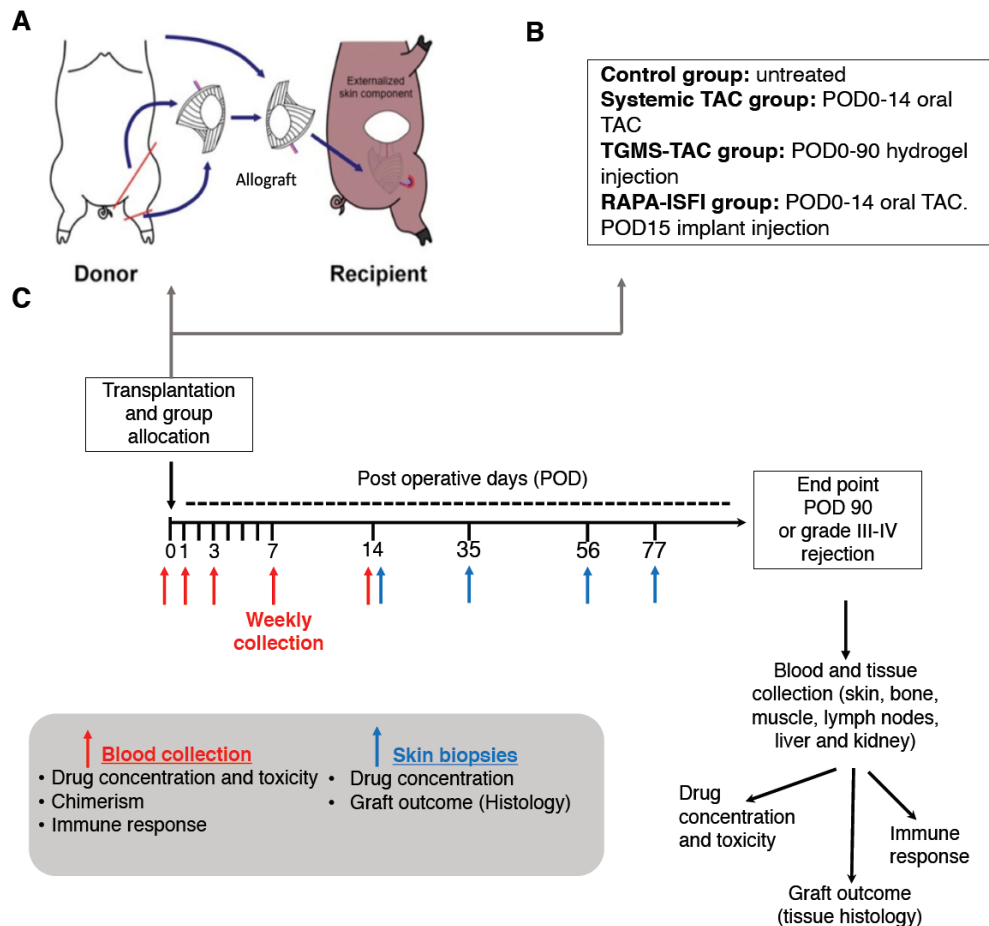 A
Externalized
skin component
Allograft
Donor
Recipient
B
Control group: untreated
Systemic TAC group: POD0-14 oral
TAC
TGMS-TAC group: POD0-90 hydrogel
injection
RAPA-ISFI group: POD0-14 oral TAC.
POD15 implant injection
C
Transplantation
and group
allocation
Post operative days (POD)
0 1 3 7 14 35 56 77
Weekly
collection
End point
POD 90
or grade III-IV
rejection
Blood and tissue
collection (skin, bone,
muscle, lymph nodes,
liver and kidney)
Drug
concentration
and toxicity
Immune
response
Graft outcome
(tissue histology)
Blood collection
• Drug concentration and toxicity
• Chimerism
• Immune response
Skin biopsies
• Drug concentration
• Graft outcome (Histology)